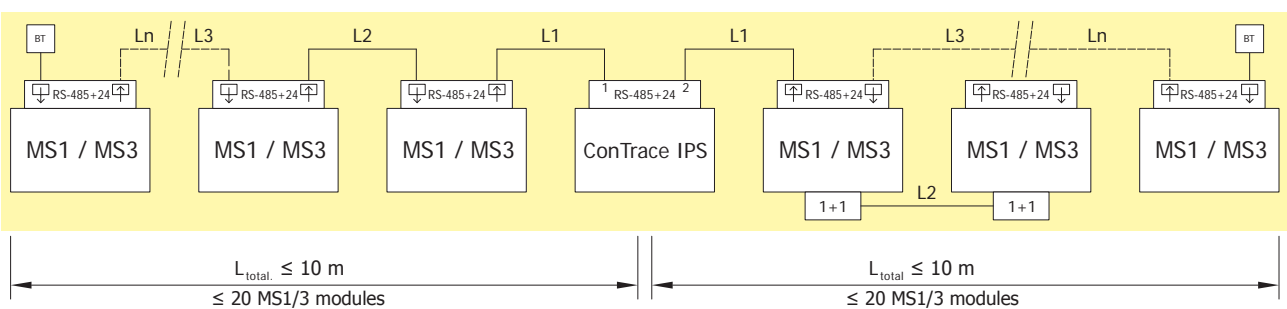 BT Ln L3 L2 L1 L1 L3 Ln BT
RS-485+24 RS-485+24 RS-485+24 1 RS-485+24 2 RS-485+24 RS-485+24 RS-485+24
MS1 / MS3 MS1 / MS3 MS1 / MS3 ConTrace IPS MS1 / MS3 MS1 / MS3 MS1 / MS3
1+1 L2 1+1
Ltotal. ≤ 10 m Ltotal ≤ 10 m
≤ 20 MS1/3 modules ≤ 20 MS1/3 modules